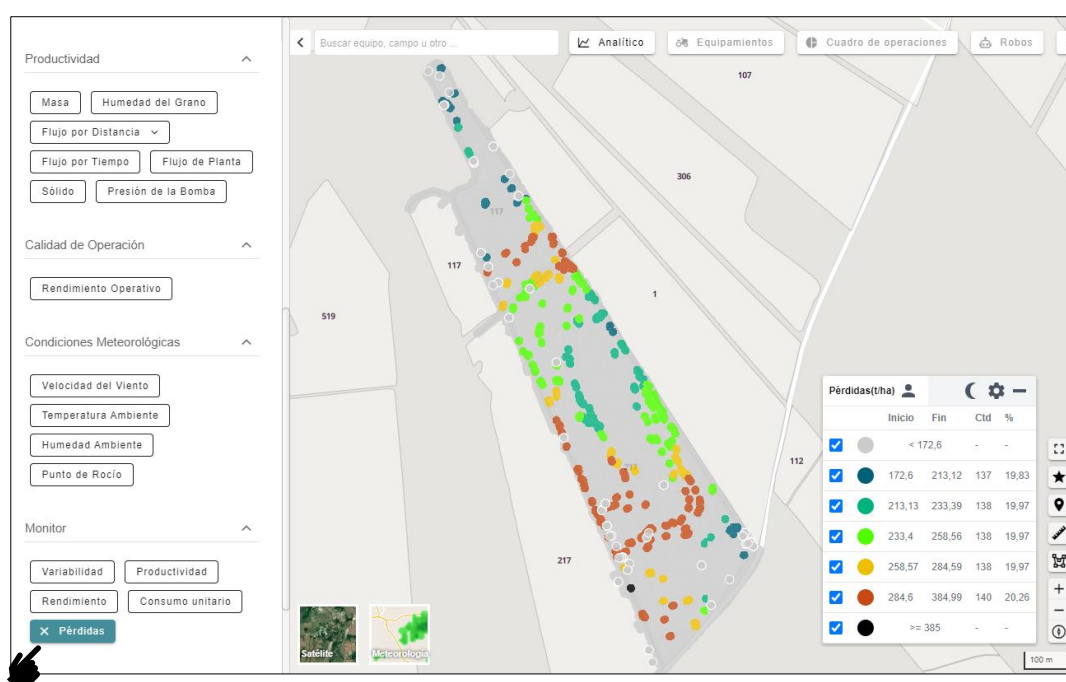 Productividad
Masa
Humedad del Grano
Flujo por Distancia
Flujo por Tiempo
Flujo de Planta
Sólido
Presión de la Bomba
Calidad de Operación
Rendimiento Operativo
Condiciones Meteorológicas
Velocidad del Viento
Temperatura Ambiente
Humedad Ambiente
Punto de Rocío
Monitor
Variabilidad
Productividad
Rendimiento
Consumo unitario
× Pérdidas
Buscar equipo, campo u otro ...
Analítico
Equipamientos
Cuadro de operaciones
Robos
107
306
117
117
1
519
112
217
217
Satélite
Meteorología
Pérdidas(t/ha)
Inicio Fin Ctd %
< 172,6 - -
172,6 213,12 137 19,83
213,13 233,39 138 19,97
233,4 258,56 138 19,97
258,57 284,59 138 19,97
284,6 384,99 140 20,26
>= 385 - -
100 m